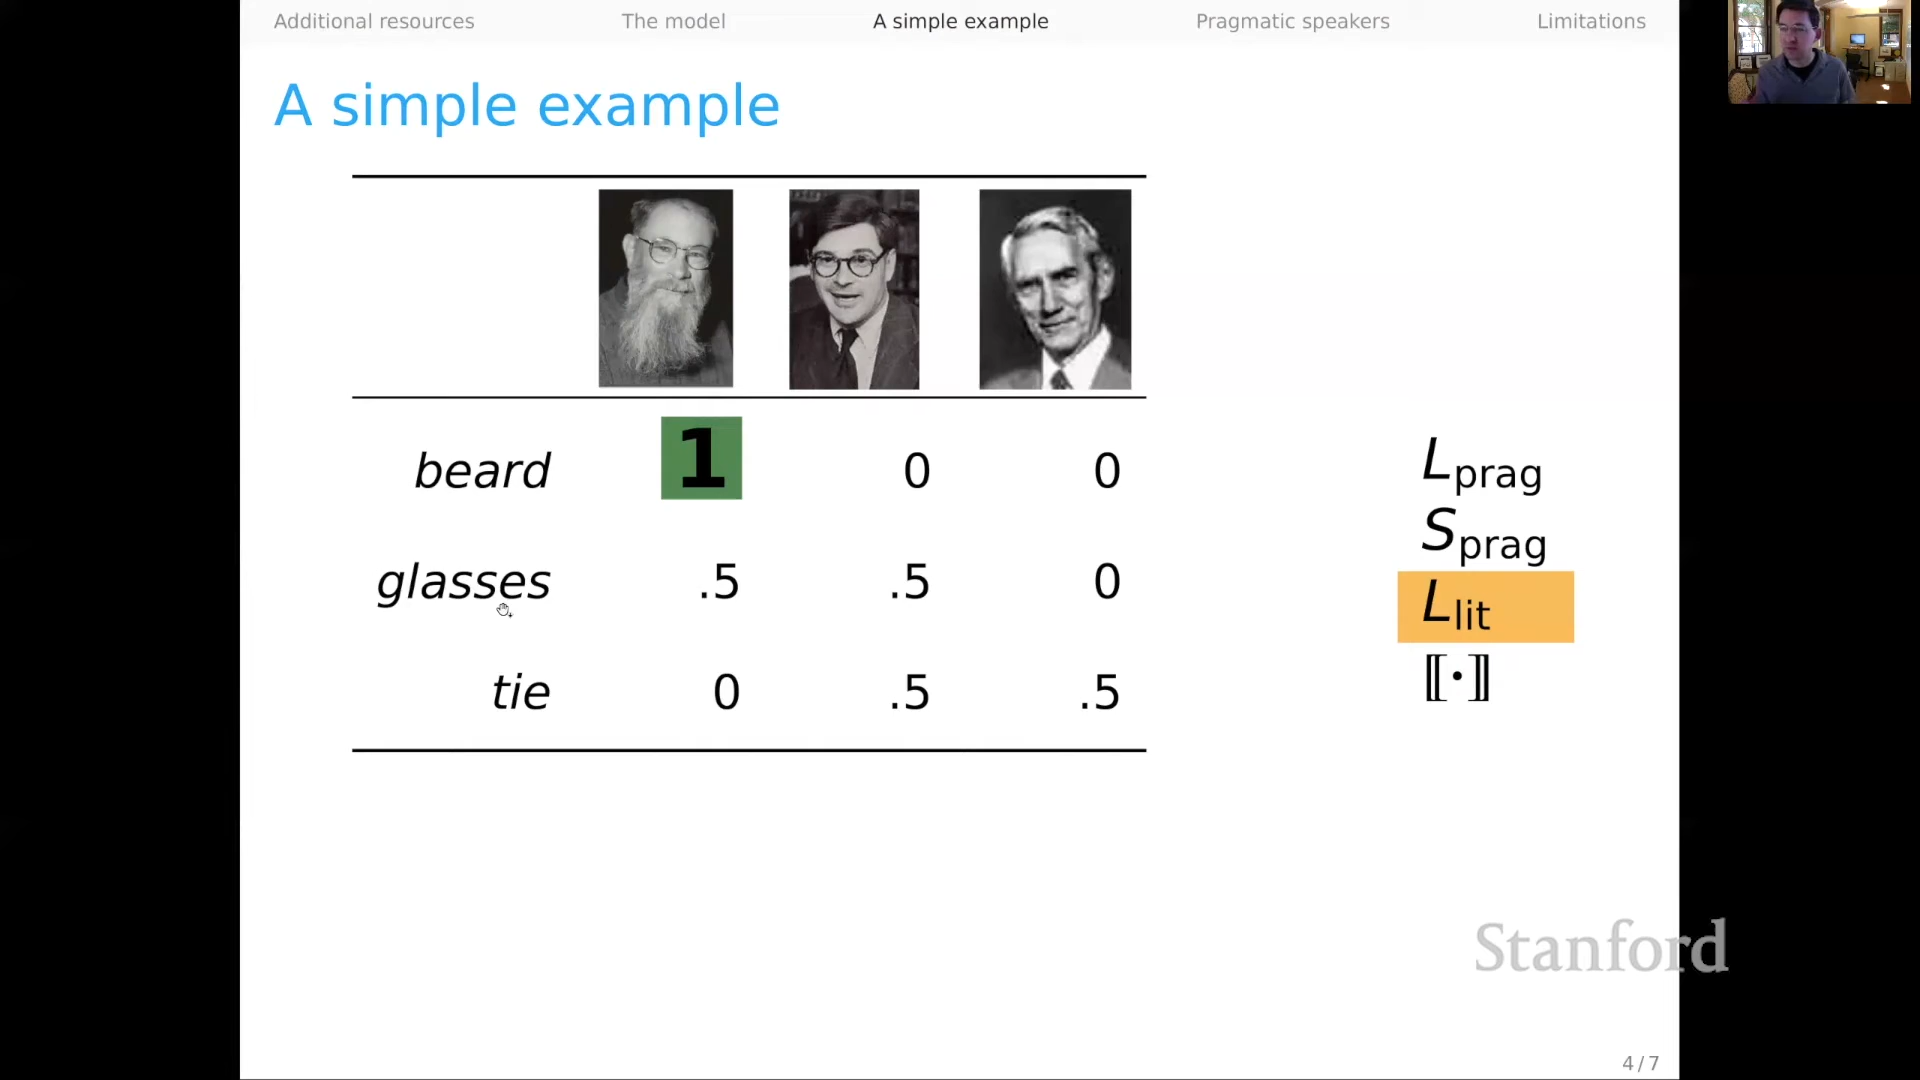 Additional resources The model A simple example Pragmatic speakers Limitations
A simple example
beard 1 0 0
glasses .5 .5 0
tie 0 .5 .5
Lprag
Sprag
Llit
⟦·⟧
Stanford
4 / 7